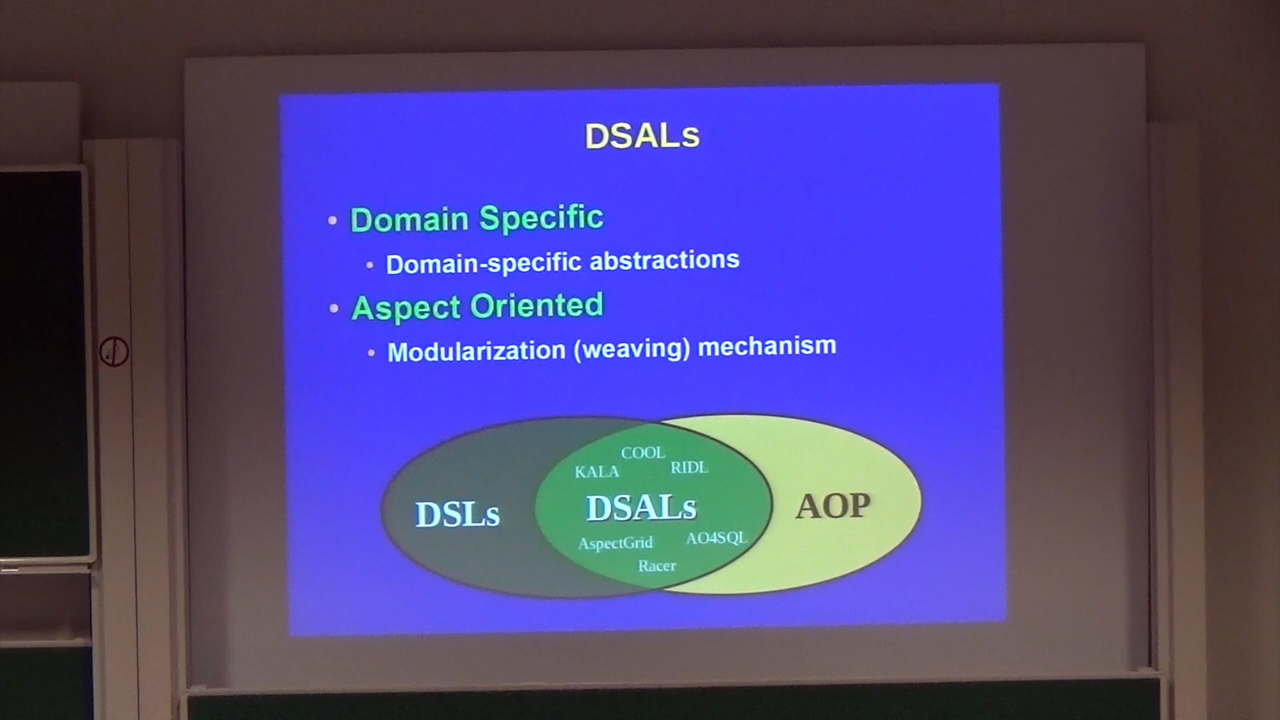 DSALs
• Domain Specific
• Domain-specific abstractions
• Aspect Oriented
• Modularization (weaving) mechanism
COOL
KALA RIDL
DSLs DSALs AOP
AspectGrid AO4SQL
Racer